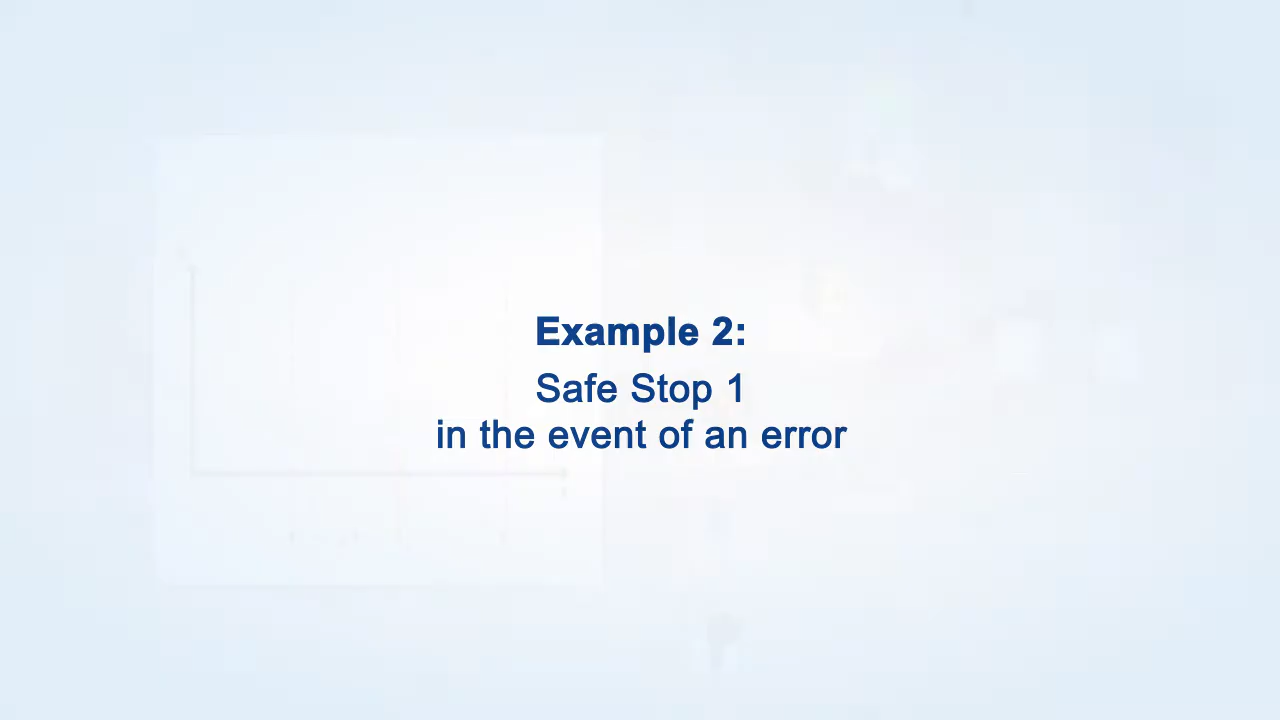 Example 2:
Safe Stop 1
in the event of an error